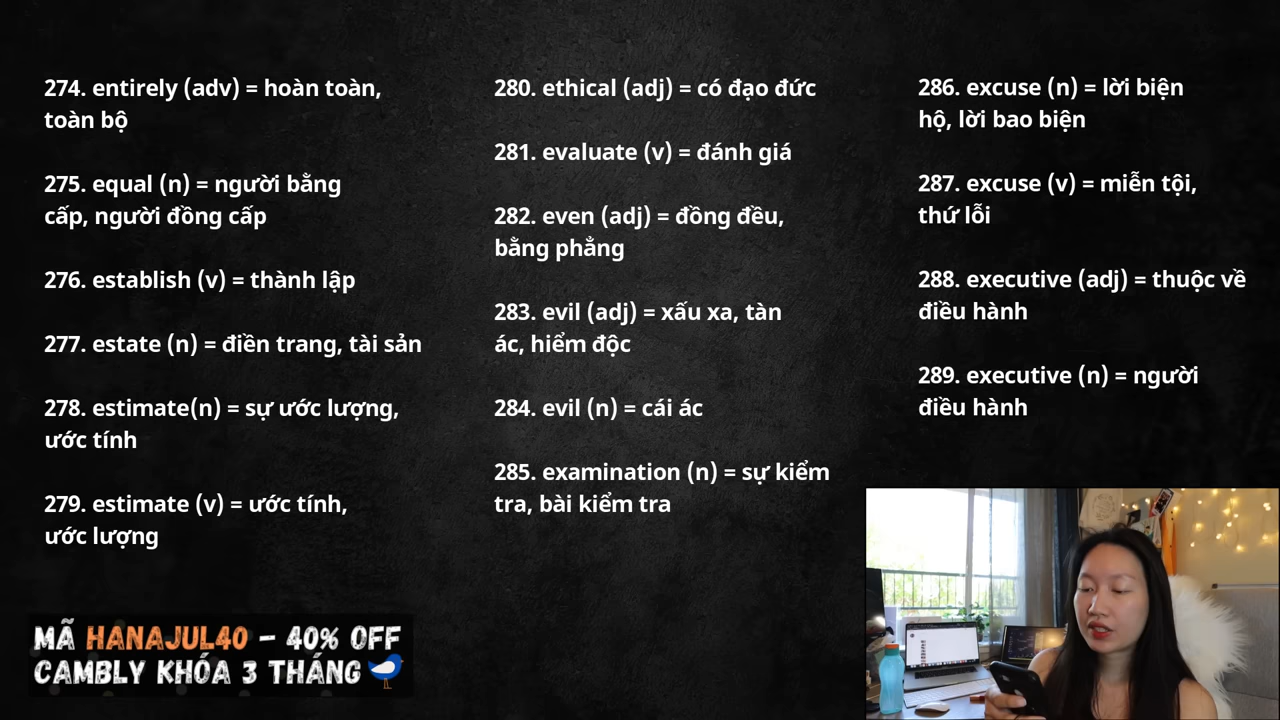 274. entirely (adv) = hoàn toàn,
toàn bộ
275. equal (n) = người bằng
cấp, người đồng cấp
276. establish (v) = thành lập
277. estate (n) = điền trang, tài sản
278. estimate(n) = sự ước lượng,
ước tính
279. estimate (v) = ước tính,
ước lượng
280. ethical (adj) = có đạo đức
281. evaluate (v) = đánh giá
282. even (adj) = đồng đều,
bằng phẳng
283. evil (adj) = xấu xa, tàn
ác, hiểm độc
284. evil (n) = cái ác
285. examination (n) = sự kiểm
tra, bài kiểm tra
286. excuse (n) = lời biện
hộ, lời bao biện
287. excuse (v) = miễn tội,
thứ lỗi
288. executive (adj) = thuộc về
điều hành
289. executive (n) = người
điều hành
MÃ HANAJUL40 – 40% OFF
CAMBLY KHÓA 3 THÁNG